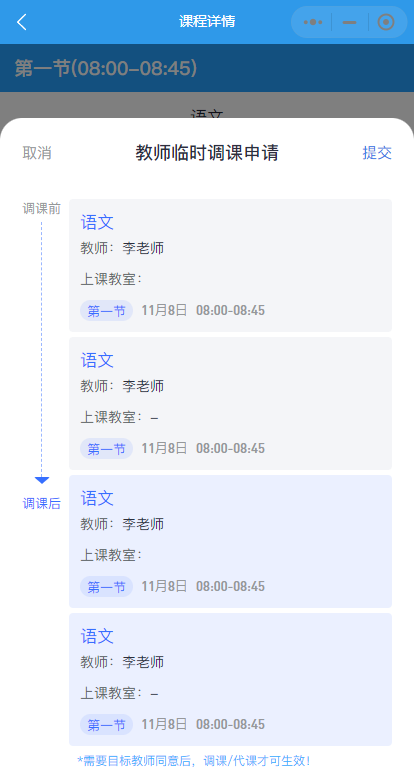 课程详情
第一节(08:00-08:45)
语文
取消 教师临时调课申请 提交
调课前
语文
教师：李老师
上课教室：
第一节 11月8日 08:00-08:45
语文
教师：李老师
上课教室：-
第一节 11月8日 08:00-08:45
调课后
语文
教师：李老师
上课教室：
第一节 11月8日 08:00-08:45
语文
教师：李老师
上课教室：-
第一节 11月8日 08:00-08:45
*需要目标教师同意后，调课/代课才可生效！